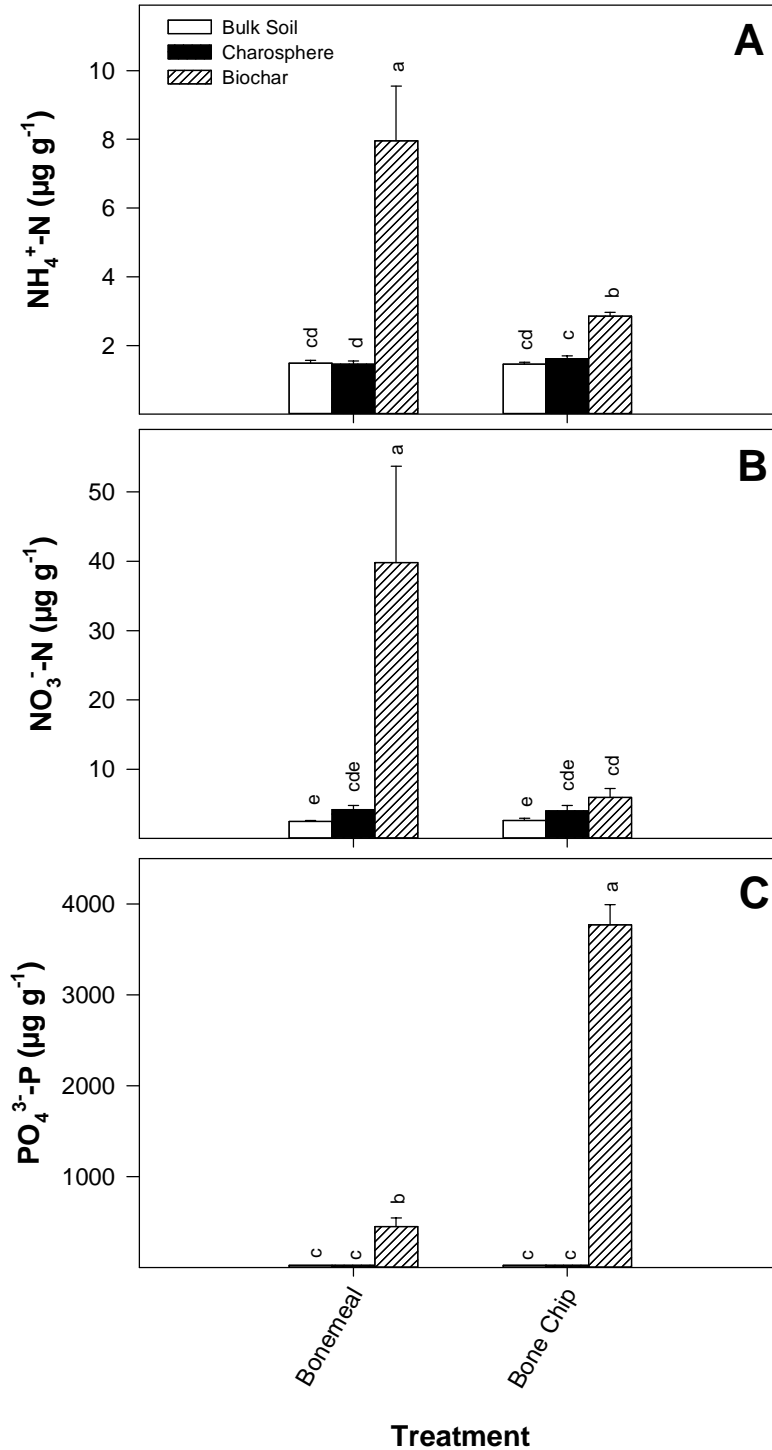 Bulk Soil
Charosphere
Biochar
A
NH₄⁺-N (µg g⁻¹)
10
8
6
4
2
cd
d
a
cd
c
b
B
NO₃⁻-N (µg g⁻¹)
50
40
30
20
10
e
cde
a
e
cde
cd
C
PO₄³⁻-P (µg g⁻¹)
4000
3000
2000
1000
c
c
b
c
c
a
Bonemeal
Bone Chip
Treatment